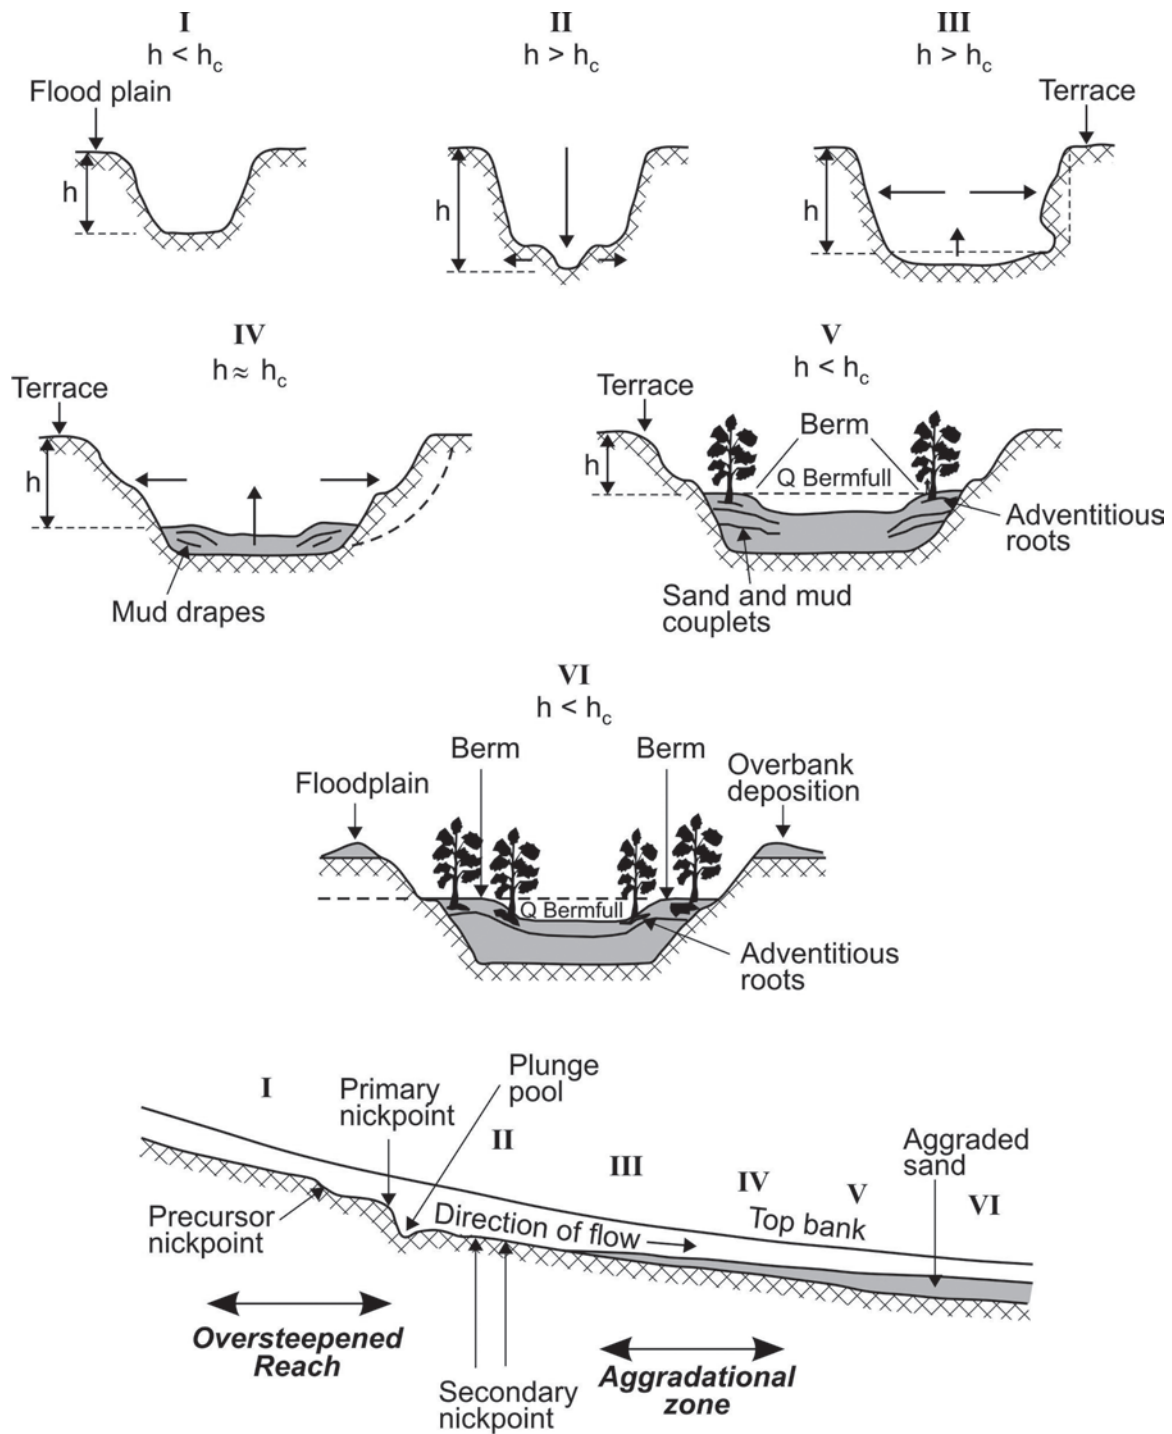 I
h < hc
Flood plain
h
II
h > hc
h
III
h > hc
Terrace
h
IV
h ≈ hc
Terrace
h
Mud drapes
V
h < hc
Terrace
Berm
h
Q Bermfull
Adventitious
roots
Sand and mud
couplets
VI
h < hc
Berm
Berm
Floodplain
Overbank
deposition
Q Bermfull
Adventitious
roots
I
Primary
nickpoint
Plunge
pool
II
III
IV
V
VI
Aggraded
sand
Precursor
nickpoint
Direction of flow
Top bank
Oversteepened
Reach
Secondary
nickpoint
Aggradational
zone